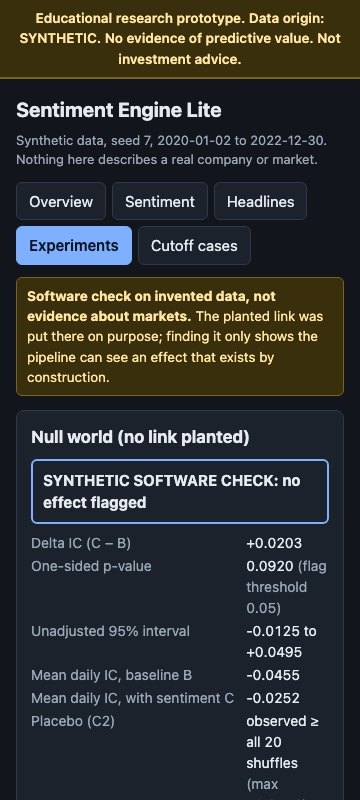 Educational research prototype. Data origin:
SYNTHETIC. No evidence of predictive value. Not
investment advice.
Sentiment Engine Lite
Synthetic data, seed 7, 2020-01-02 to 2022-12-30.
Nothing here describes a real company or market.
Overview Sentiment Headlines
Experiments Cutoff cases
Software check on invented data, not
evidence about markets. The planted link was
put there on purpose; finding it only shows the
pipeline can see an effect that exists by
construction.
Null world (no link planted)
SYNTHETIC SOFTWARE CHECK: no
effect flagged
Delta IC (C – B) +0.0203
One-sided p-value 0.0920 (flag
threshold
0.05)
Unadjusted 95% interval -0.0125 to
+0.0495
Mean daily IC, baseline B -0.0455
Mean daily IC, with sentiment C -0.0252
Placebo (C2) observed ≥
all 20
shuffles
(max